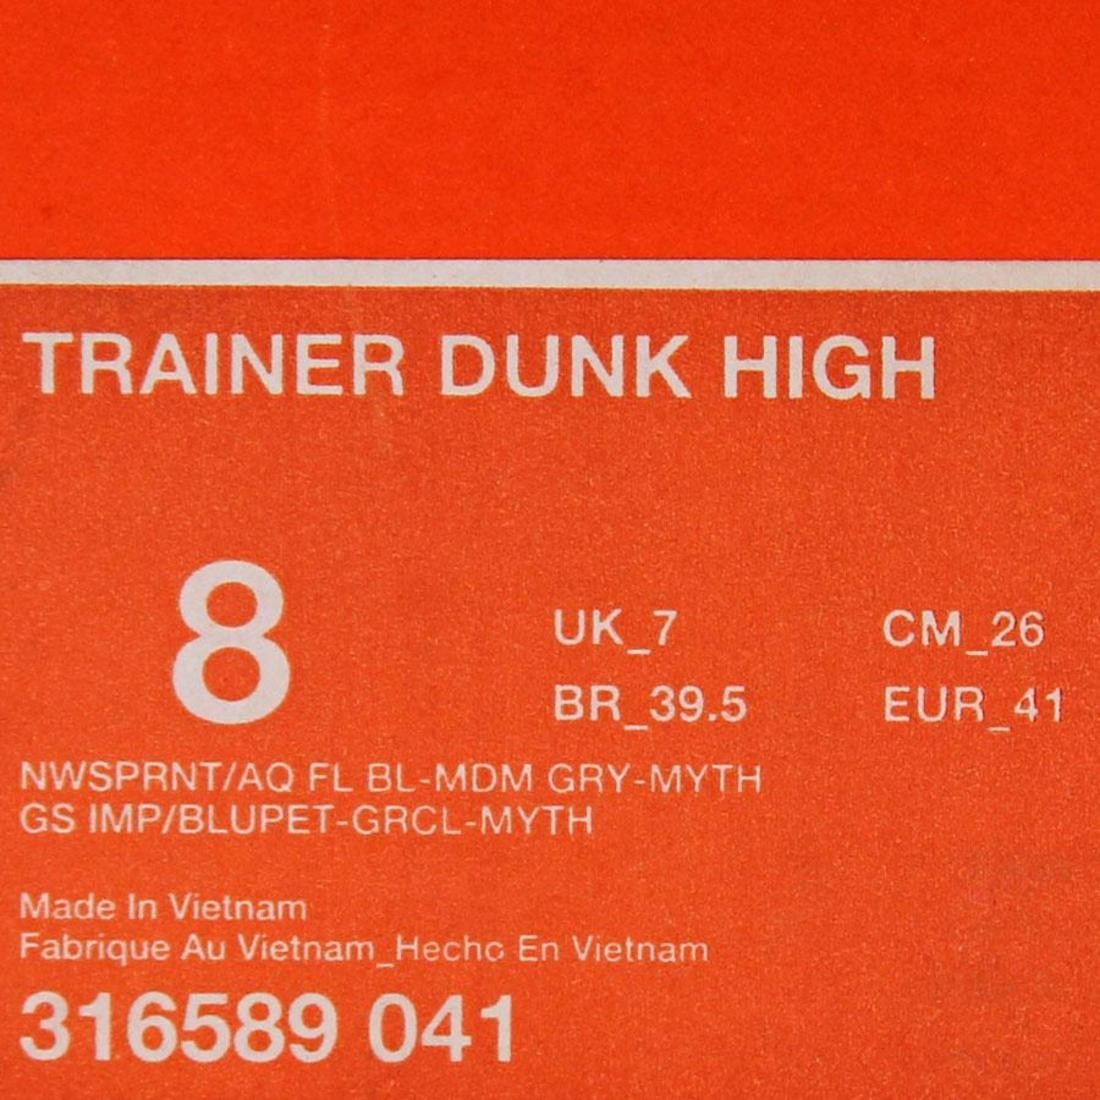 TRAINER DUNK HIGH
8
UK_7 CM_26
BR_39.5 EUR_41
NWSPRNT/AQ FL BL-MDM GRY-MYTH
GS IMP/BLUPET-GRCL-MYTH
Made In Vietnam
Fabrique Au Vietnam_Hecho En Vietnam
316589 041